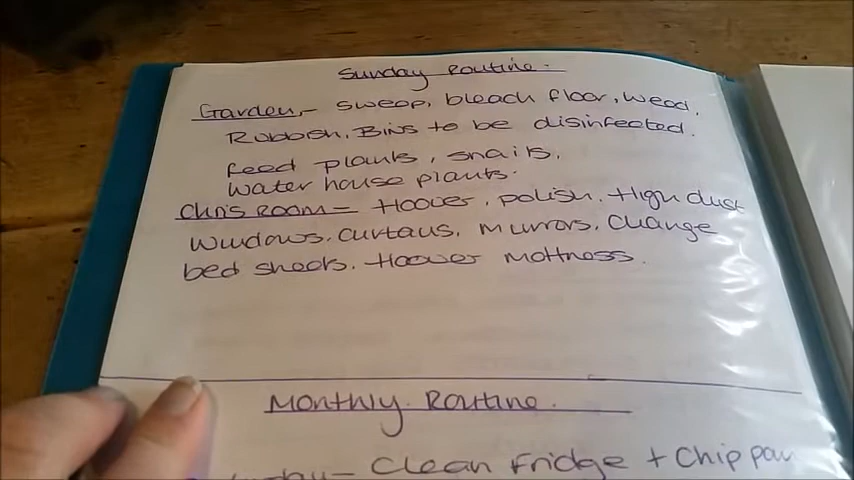 Sunday Routine.
Garden,- Sweep, bleach floor, weed.
Rubbish. Bins to be disinfected.
feed plants, snails.
water house plants.
Chris Room - Hoover, polish. High dust
windows. curtains. Mirrors. Change
bed sheets. Hoover mattness.
Monthly. Routine.
Clean fridge + Chip pan